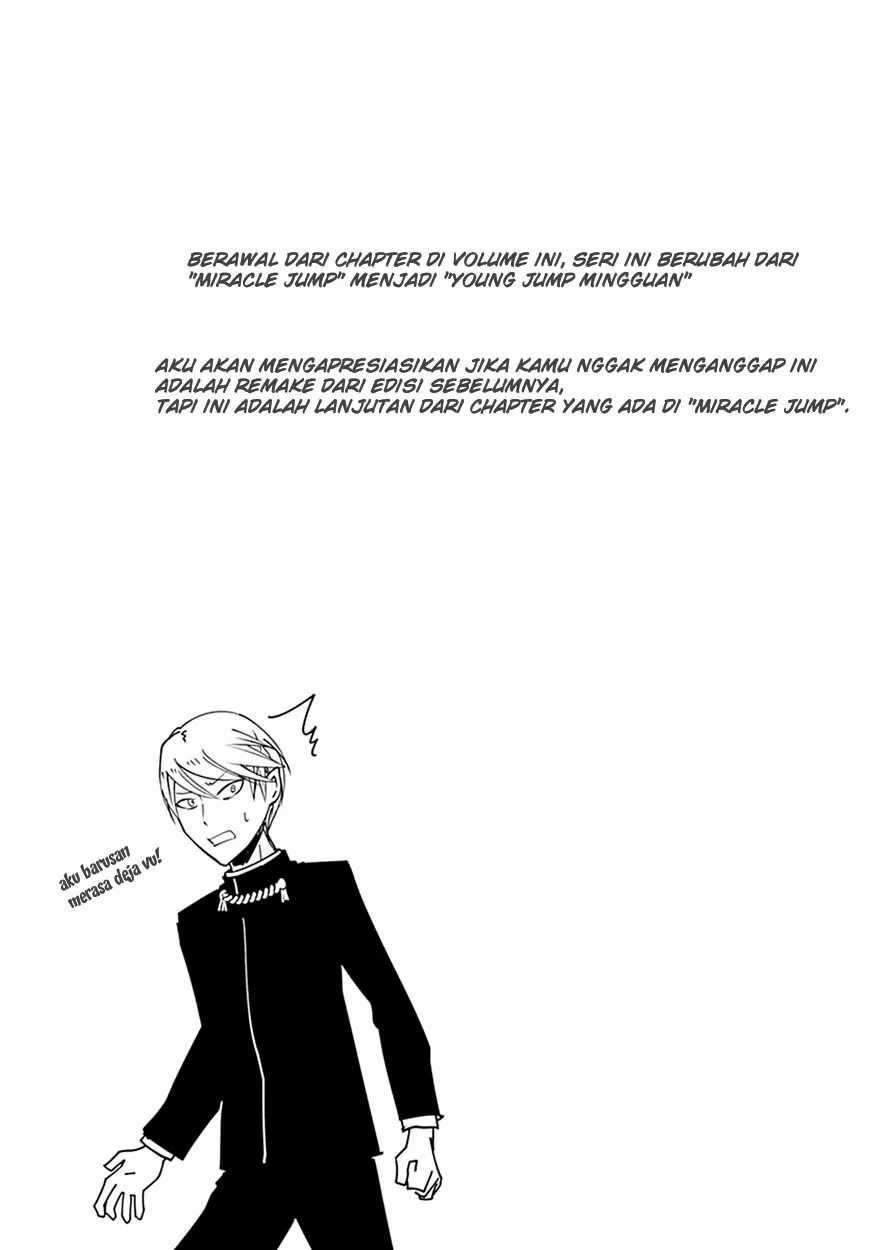 BERAWAL DARI CHAPTER DI VOLUME INI, SERI INI BERUBAH DARI
"MIRACLE JUMP" MENJADI "YOUNG JUMP MINGGUAN"
AKU AKAN MENGAPRESIASIKAN JIKA KAMU NGGAK MENGANGGAP INI
ADALAH REMAKE DARI EDISI SEBELUMNYA,
TAPI INI ADALAH LANJUTAN DARI CHAPTER YANG ADA DI "MIRACLE JUMP".
aku barusan
merasa deja vu!